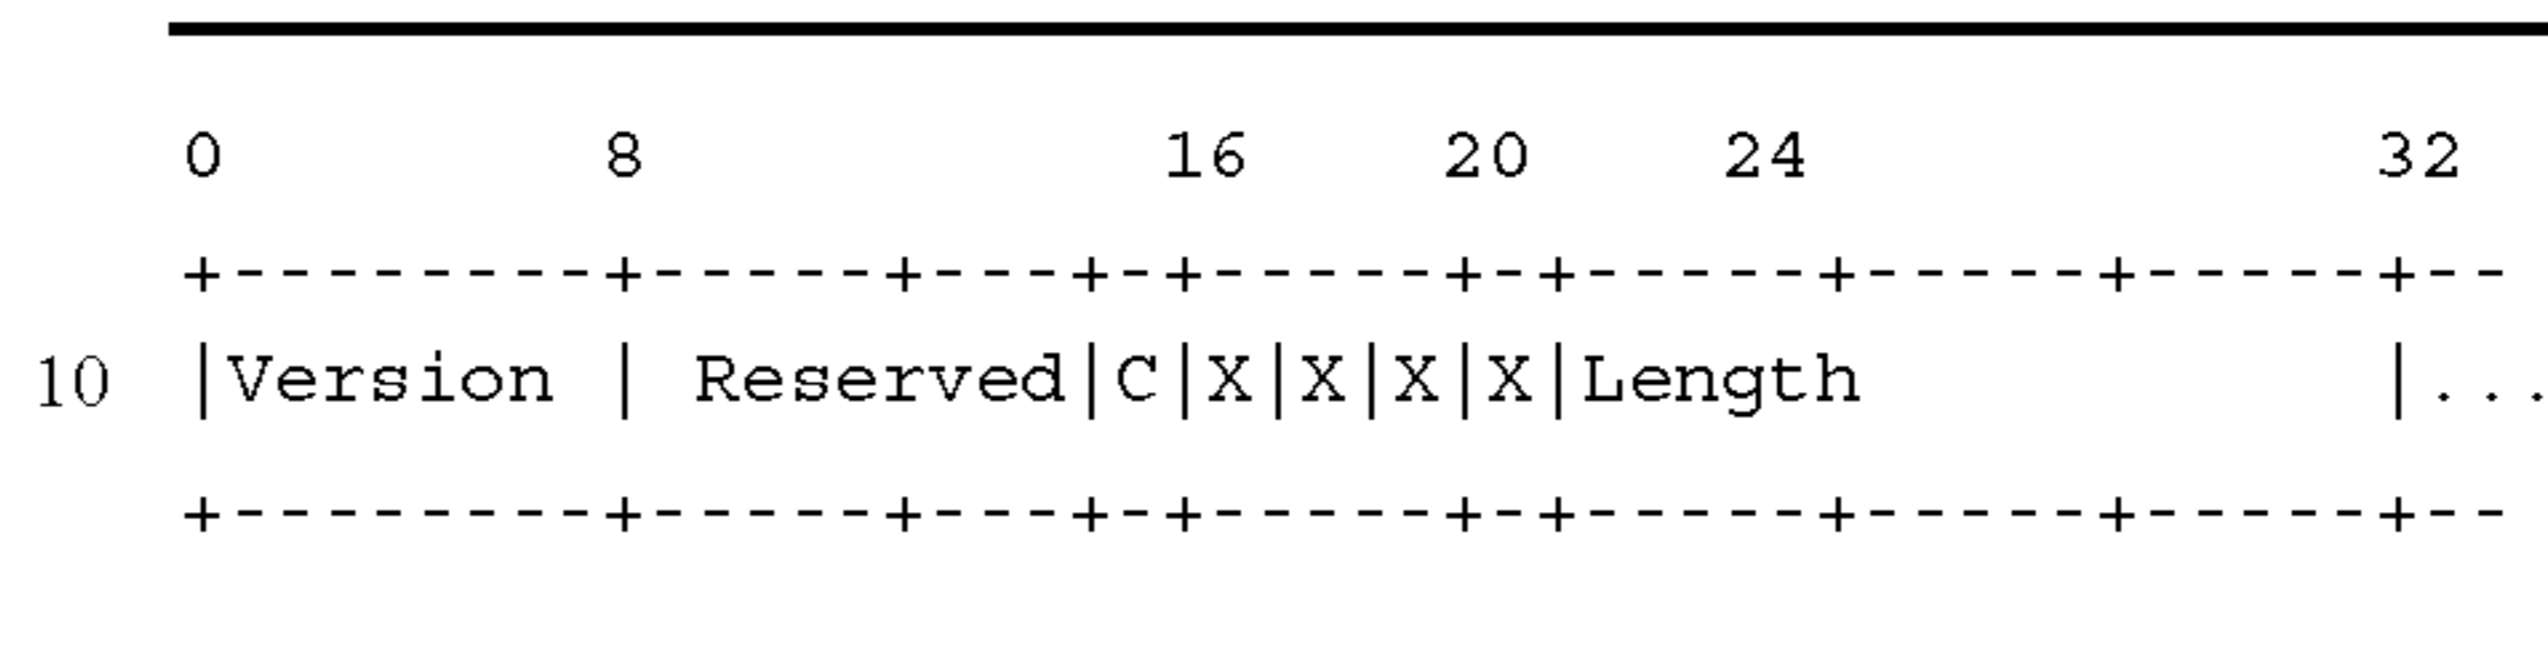 0        8           16    20    24            32
+--------+-----+---+-+-----+-+-----+-----+-----+--
10 |Version | Reserved|C|X|X|X|X|Length           |...
+--------+-----+---+-+-----+-+-----+-----+-----+--